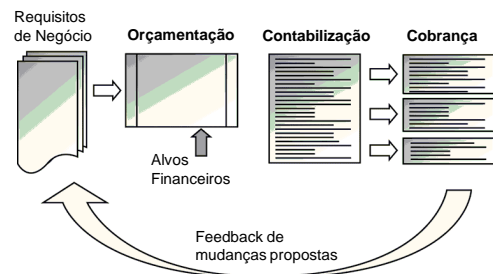 Requisitos
de Negócio
Orçamentação
Contabilização
Cobrança
Alvos
Financeiros
Feedback de
mudanças propostas